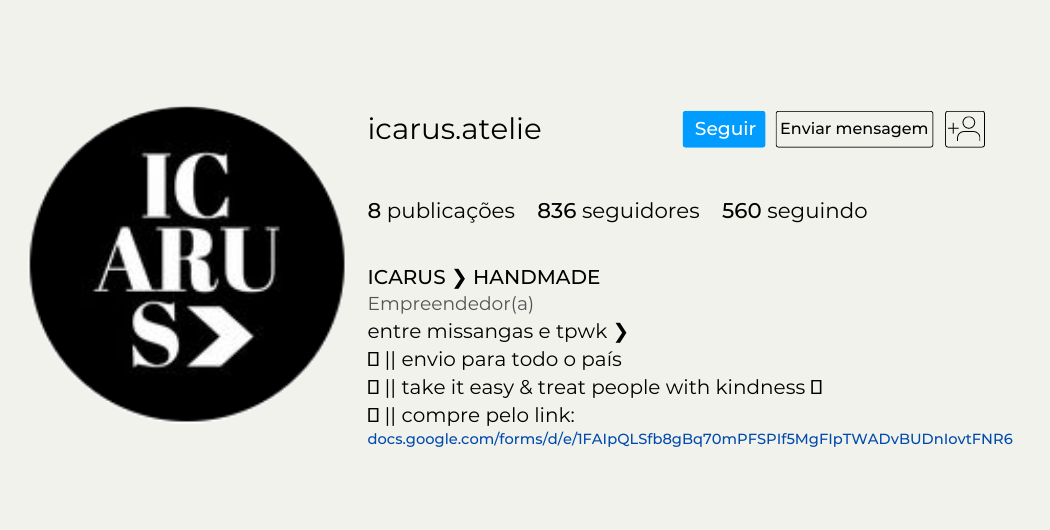 IC
ARU
S
icarus.atelie
Seguir
Enviar mensagem
8 publicações 836 seguidores 560 seguindo
ICARUS ❯ HANDMADE
Empreendedor(a)
entre missangas e tpwk ❯
▯ || envio para todo o país
▯ || take it easy & treat people with kindness ▯
▯ || compre pelo link:
docs.google.com/forms/d/e/1FAIpQLSfb8gBq70mPFSPIf5MgFIpTWADvBUDnIovtFNR6